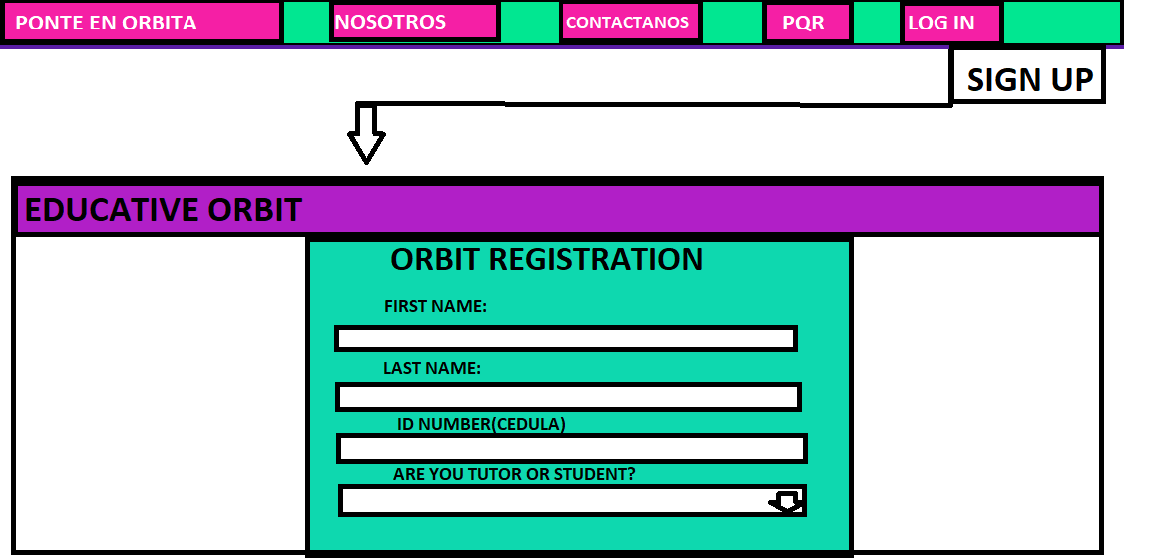 PONTE EN ORBITA NOSOTROS CONTACTANOS PQR LOG IN
SIGN UP
EDUCATIVE ORBIT
ORBIT REGISTRATION
FIRST NAME:
LAST NAME:
ID NUMBER(CEDULA)
ARE YOU TUTOR OR STUDENT?